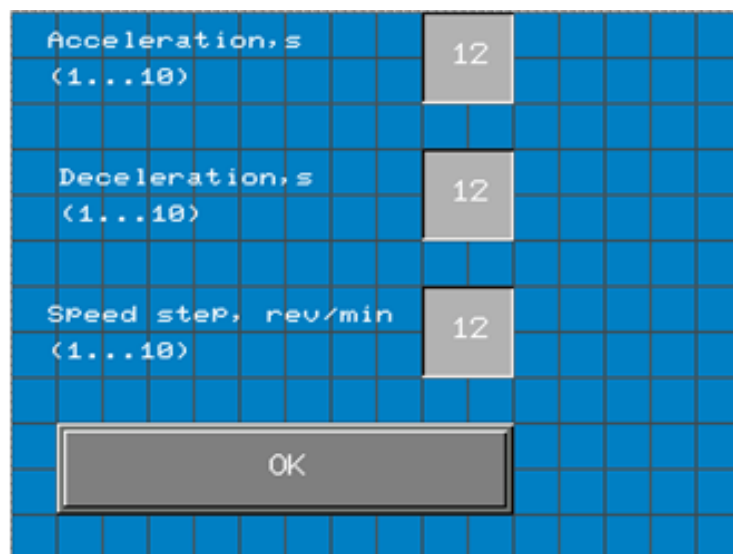 Acceleration,s
(1...10)
12
Deceleration,s
(1...10)
12
Speed step, rev/min
(1...10)
12
OK